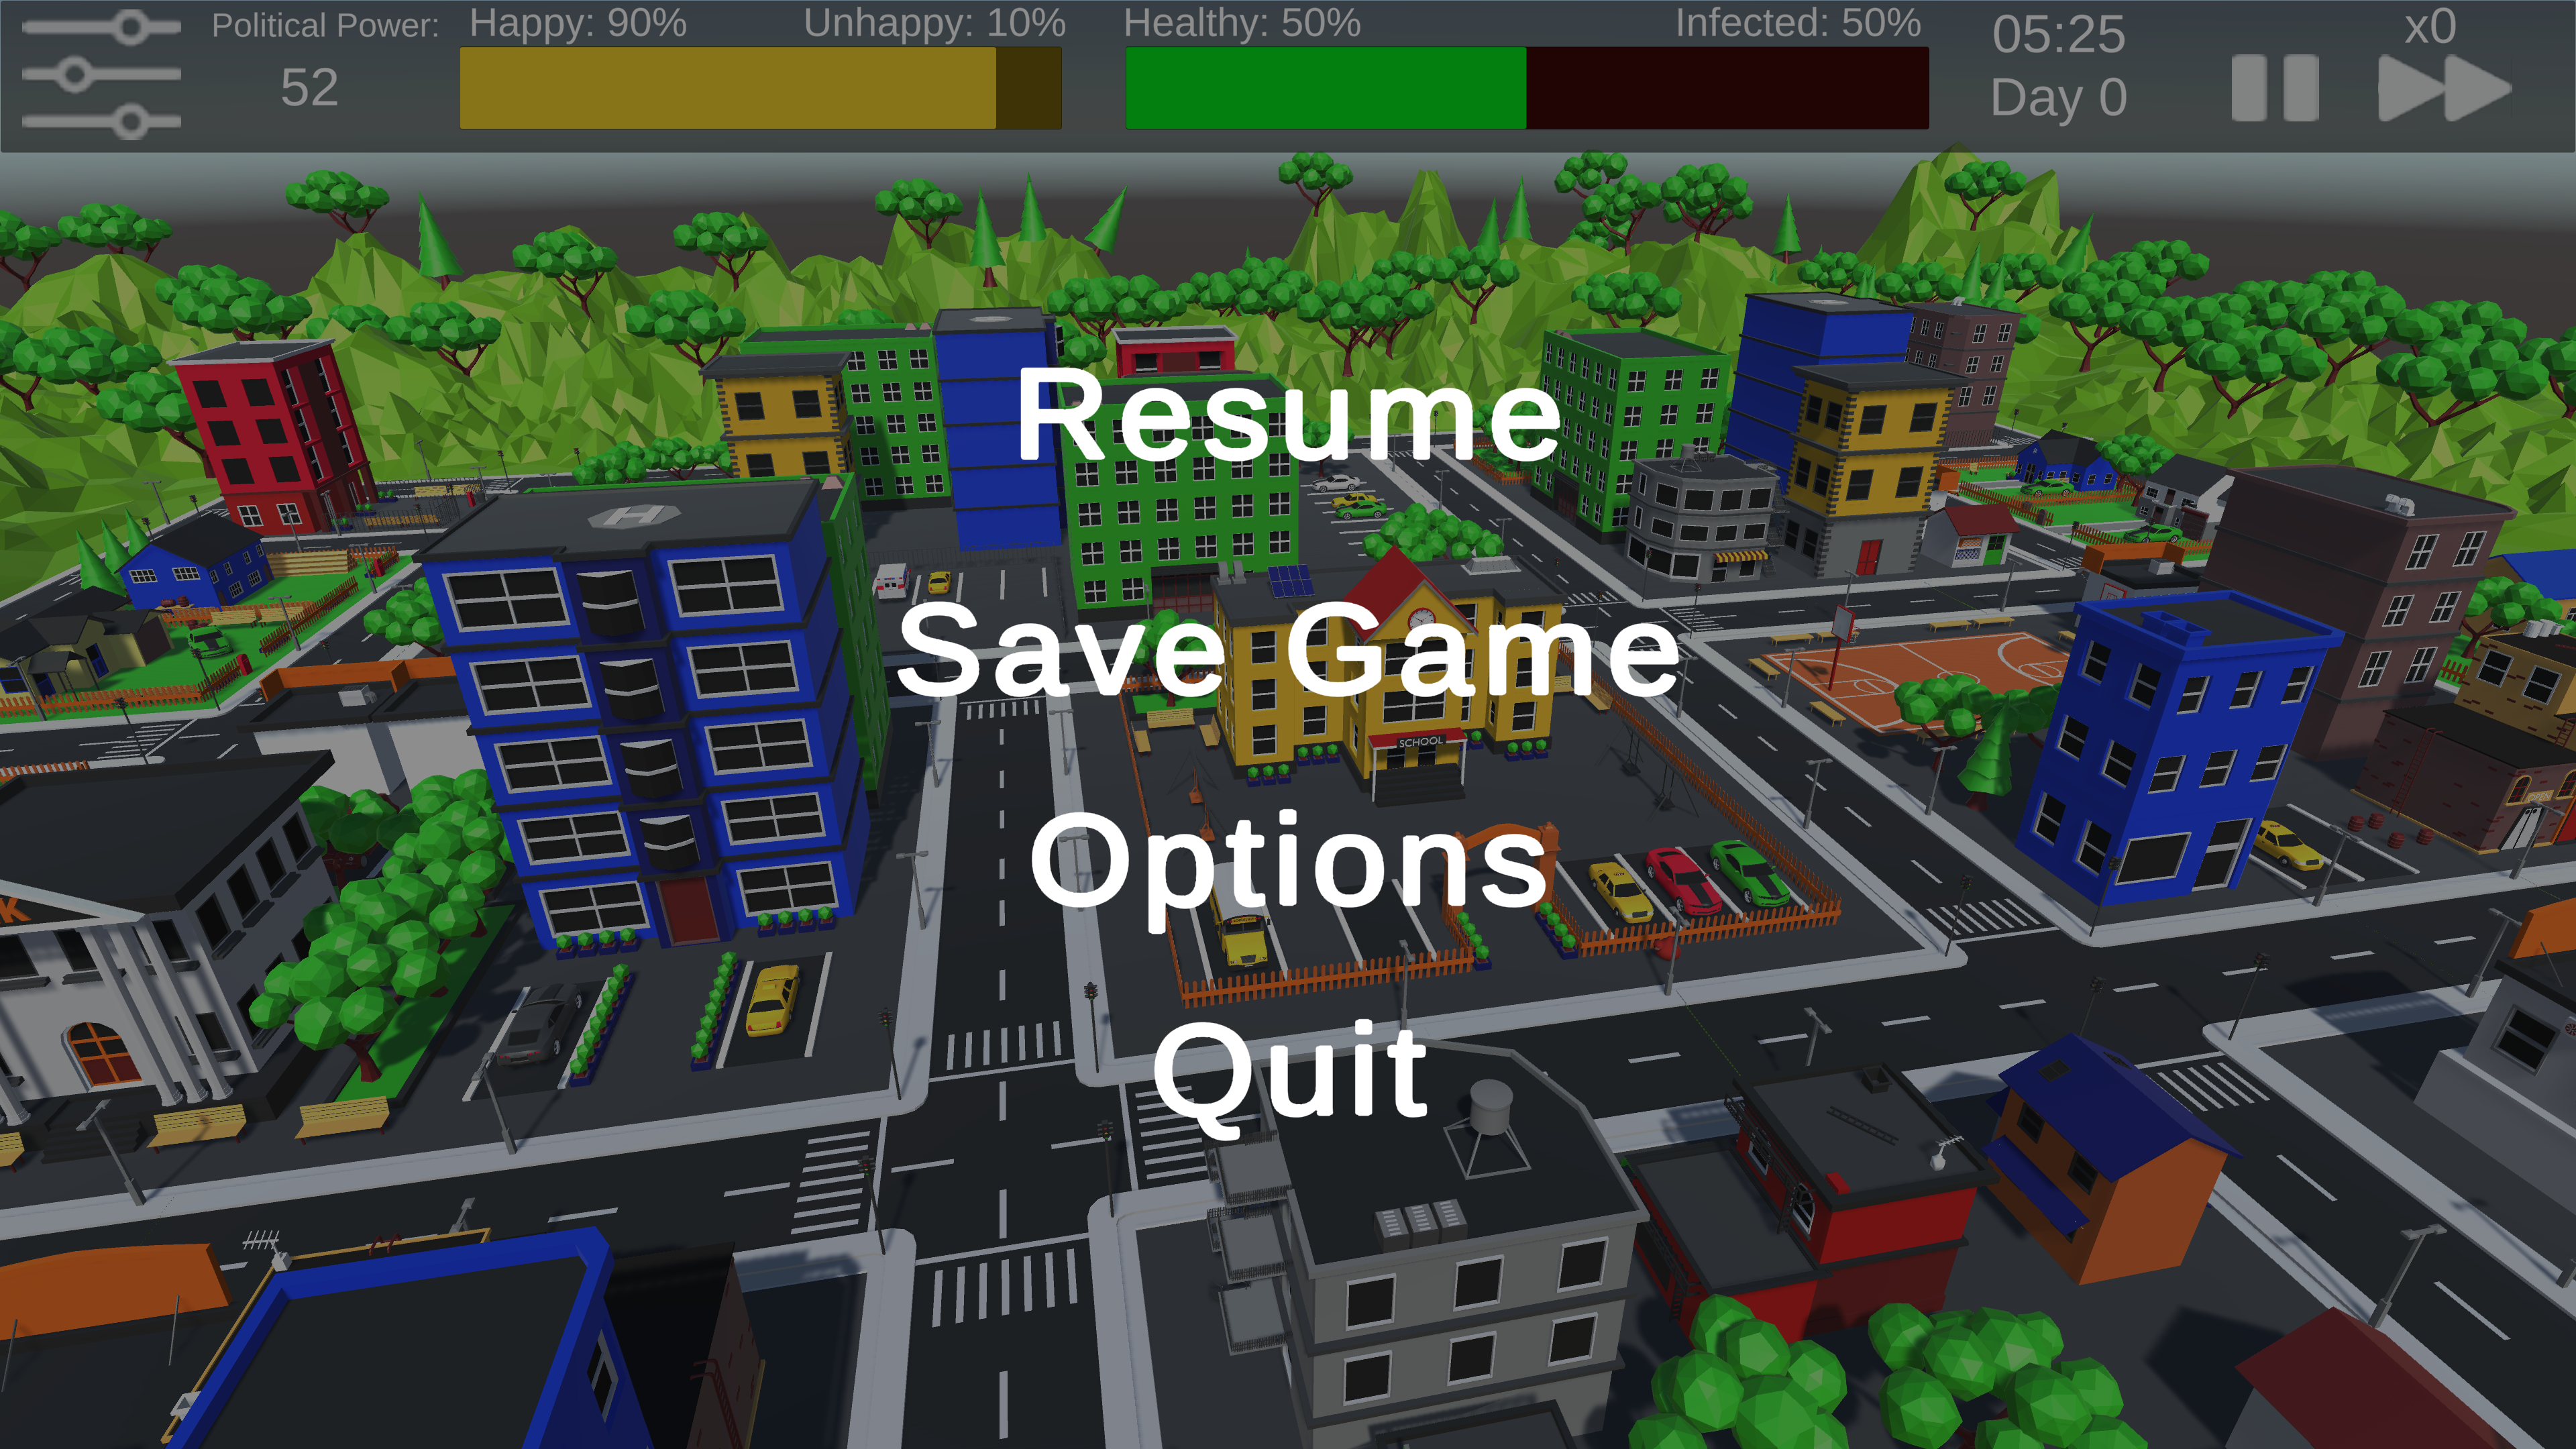 Political Power: Happy: 90% Unhappy: 10% Healthy: 50% Infected: 50% 05:25 x0
52 Day 0
Resume
Save Game
SCHOOL
Options
K
Quit